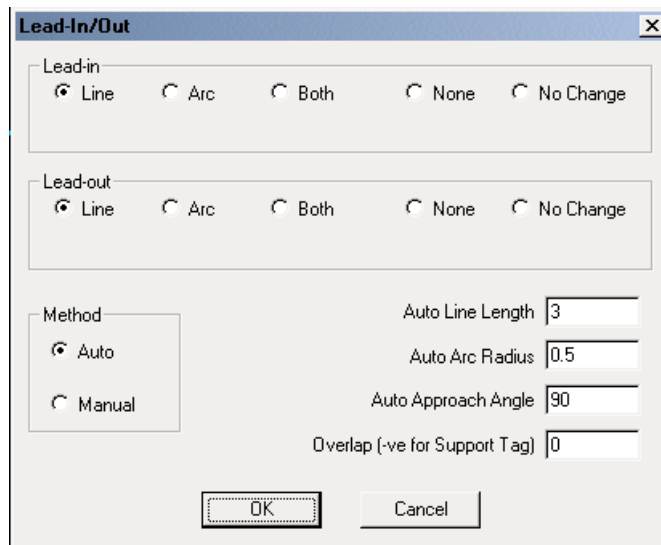 Lead-In/Out
Lead-in
Line Arc Both None No Change
Lead-out
Line Arc Both None No Change
Method
Auto
Manual
Auto Line Length 3
Auto Arc Radius 0.5
Auto Approach Angle 90
Overlap (-ve for Support Tag) 0
OK Cancel